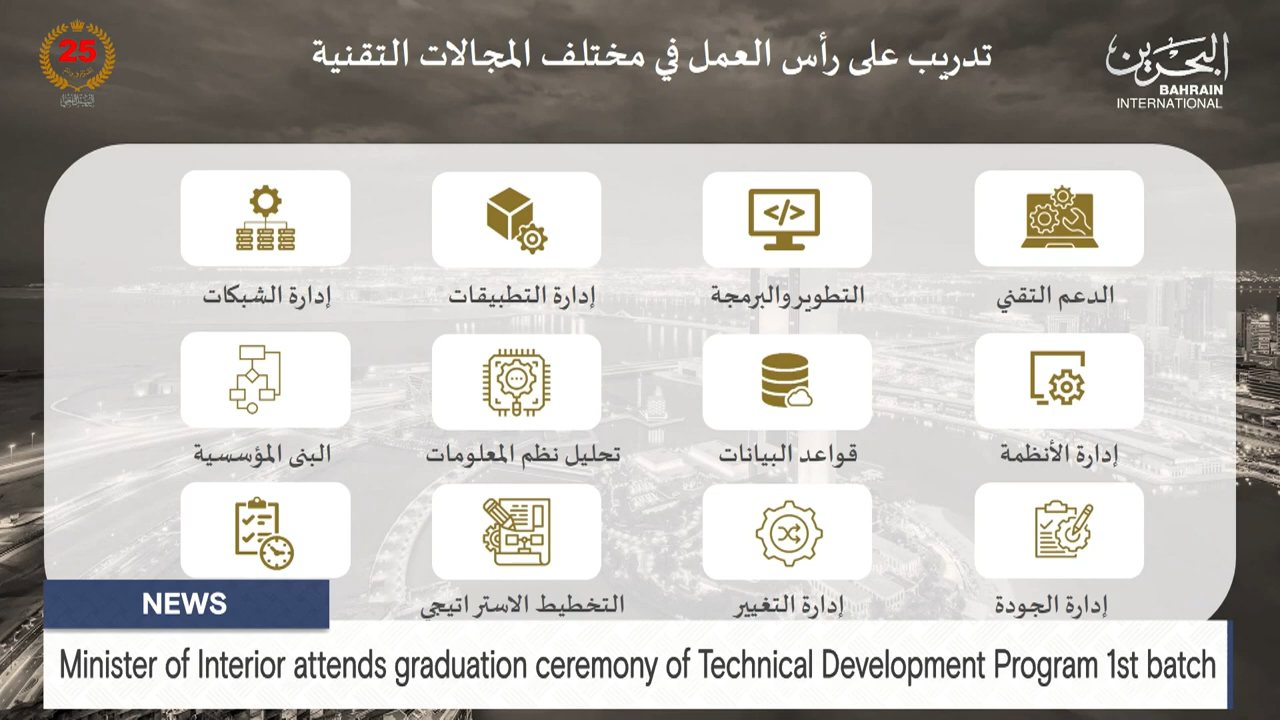 25
تدريب على رأس العمل في مختلف المجالات التقنية
البحرين
BAHRAIN
INTERNATIONAL
الدعم التقني
التطوير والبرمجة
إدارة التطبيقات
إدارة الشبكات
إدارة الأنظمة
قواعد البيانات
تحليل نظم المعلومات
البنى المؤسسية
إدارة الجودة
إدارة التغيير
التخطيط الاستراتيجي
NEWS
Minister of Interior attends graduation ceremony of Technical Development Program 1st batch